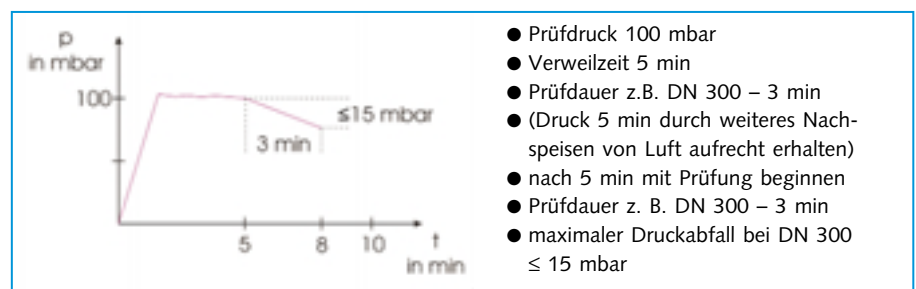 p
in mbar
100
≤15 mbar
3 min
5
8
10
t
in min
● Prüfdruck 100 mbar
● Verweilzeit 5 min
● Prüfdauer z.B. DN 300 – 3 min
● (Druck 5 min durch weiteres Nach-
speisen von Luft aufrecht erhalten)
● nach 5 min mit Prüfung beginnen
● Prüfdauer z. B. DN 300 – 3 min
● maximaler Druckabfall bei DN 300
≤ 15 mbar